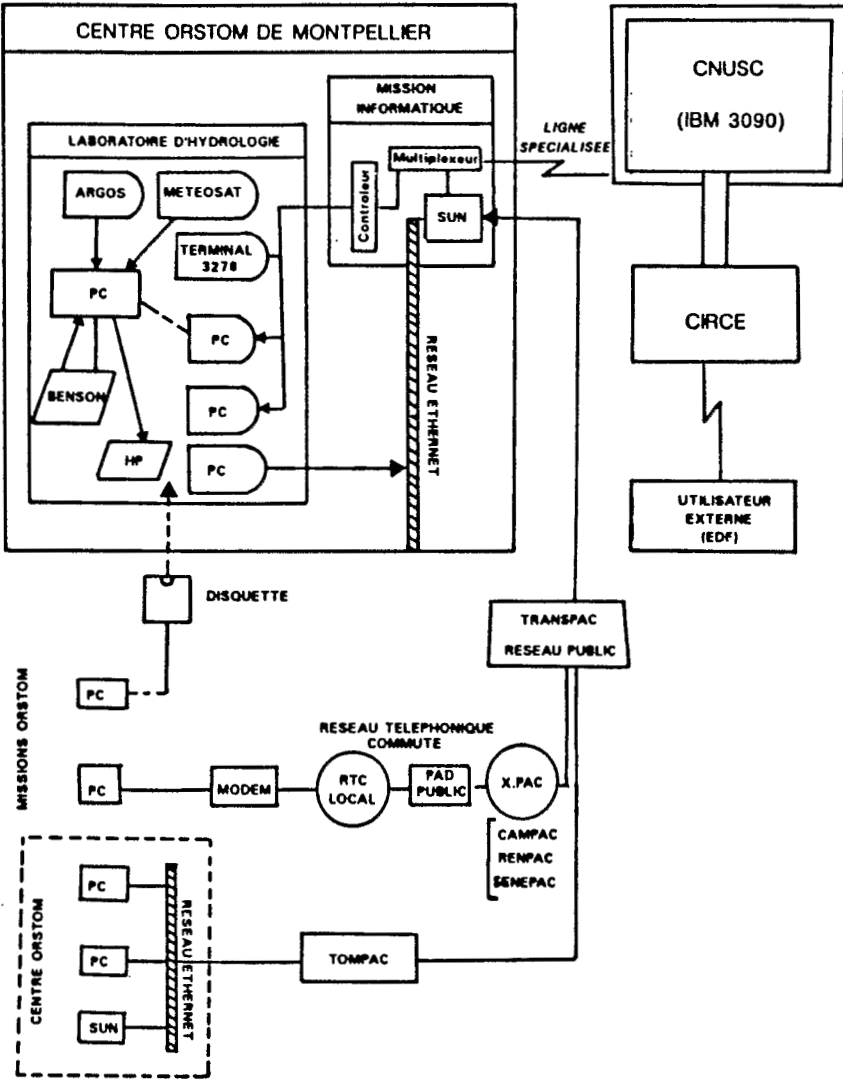 CENTRE ORSTOM DE MONTPELLIER
CNUSC
(IBM 3090)
MISSION
INFORMATIQUE
LIGNE
SPECIALISEE
LABORATOIRE D'HYDROLOGIE
Multiplexeur
Controleur
SUN
ARGOS
METEOSAT
TERMINAL
3278
PC
PC
CIRCE
BENSON
PC
HP
PC
RESEAU ETHERNET
UTILISATEUR
EXTERNE
(EDF)
DISQUETTE
TRANSPAC
RESEAU PUBLIC
MISSIONS ORSTOM
PC
RESEAU TELEPHONIQUE
COMMUTE
PC
MODEM
RTC
LOCAL
PAD
PUBLIC
X.PAC
CAMPAC
RENPAC
SENEPAC
CENTRE ORSTOM
PC
RESEAU ETHERNET
PC
TOMPAC
SUN